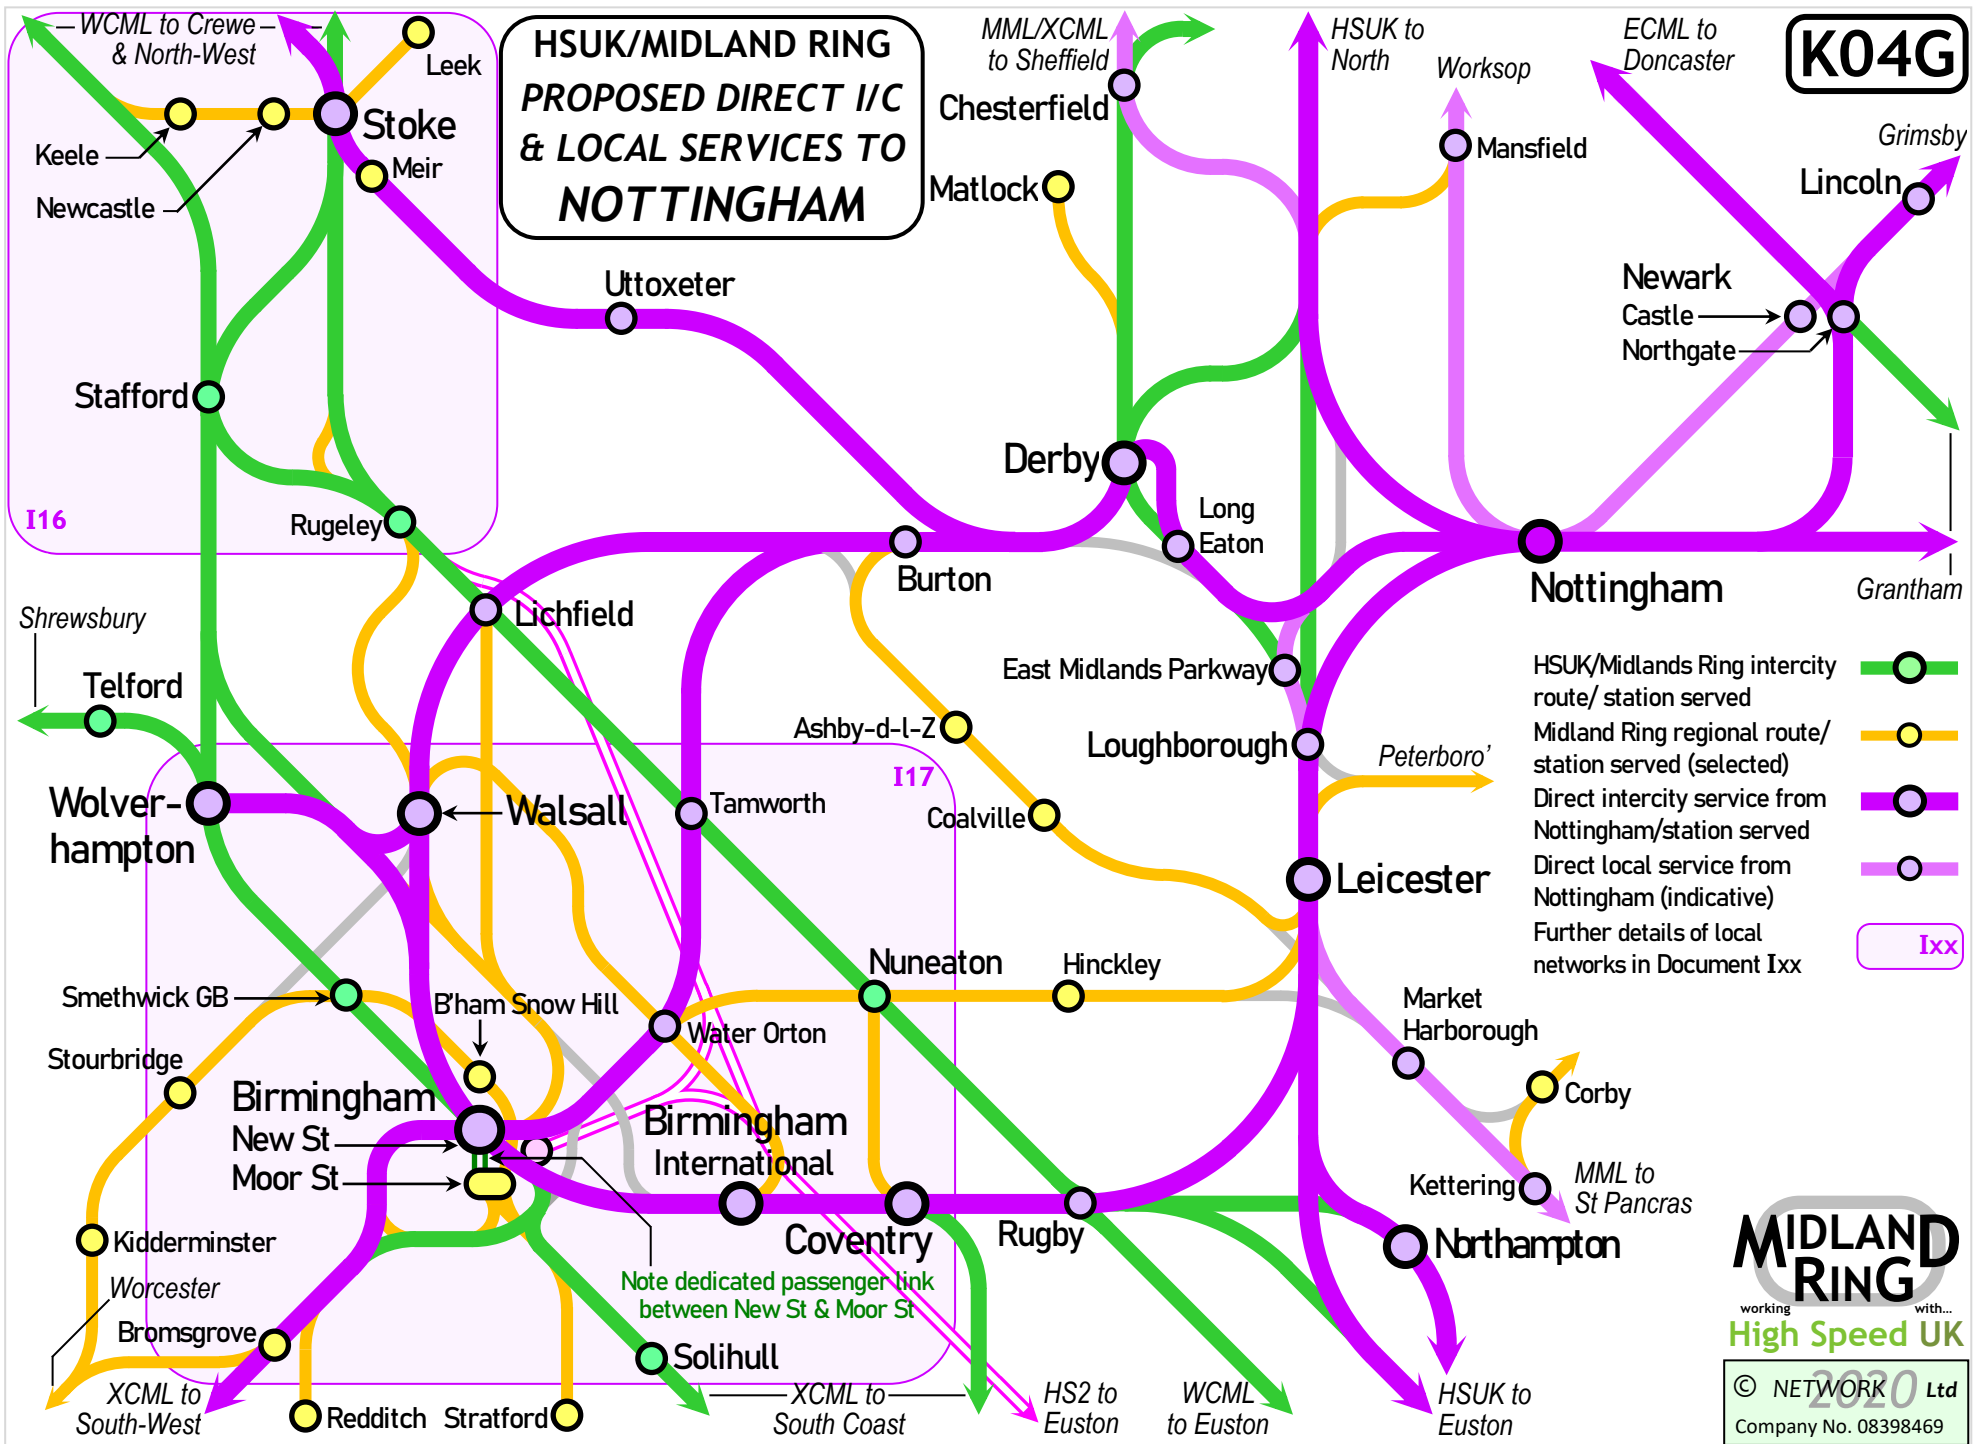 WCML to Crewe
& North-West
Leek
HSUK/MIDLAND RING
PROPOSED DIRECT I/C
& LOCAL SERVICES TO
NOTTINGHAM
MML/XCML
to Sheffield
Chesterfield
HSUK to
North
Worksop
Mansfield
ECML to
Doncaster
K04G
Grimsby
Lincoln
Keele
Newcastle
Stoke
Meir
Matlock
Uttoxeter
Newark
Castle
Northgate
Stafford
Derby
Long
Eaton
I16
Rugeley
Burton
Nottingham
Grantham
Shrewsbury
Lichfield
Telford
East Midlands Parkway
Ashby-d-l-Z
Loughborough
Peterboro'
I17
HSUK/Midlands Ring intercity
route/ station served
Midland Ring regional route/
station served (selected)
Direct intercity service from
Nottingham/station served
Direct local service from
Nottingham (indicative)
Further details of local
networks in Document Ixx
Ixx
Wolver-
hampton
Walsall
Tamworth
Coalville
Leicester
Smethwick GB
B'ham Snow Hill
Nuneaton
Hinckley
Water Orton
Market
Harborough
Stourbridge
Corby
Birmingham
New St
Moor St
Birmingham
International
Kettering
MML to
St Pancras
Coventry
Rugby
Northampton
Kidderminster
Worcester
Note dedicated passenger link
between New St & Moor St
Bromsgrove
Solihull
XCML to
South-West
Redditch
Stratford
XCML to
South Coast
HS2 to
Euston
WCML
to Euston
HSUK to
Euston
MIDLAND
RING
working with...
High Speed UK
© NETWORK 2020 Ltd
Company No. 08398469